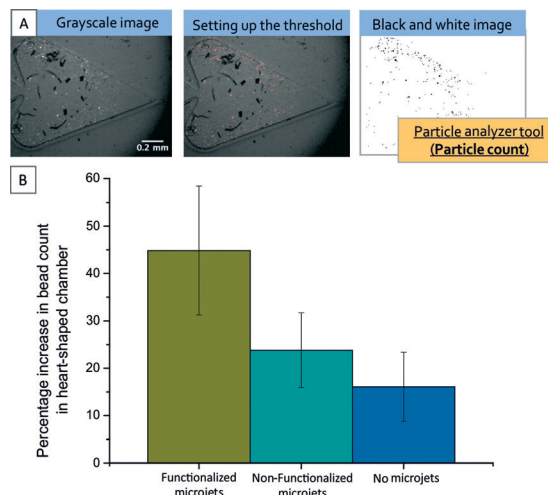 A
Grayscale image
Setting up the threshold
Black and white image
0.2 mm
Particle analyzer tool
(Particle count)
B
Percentage increase in bead count
in heart-shaped chamber
60
50
40
30
20
10
0
Functionalized
microjets
Non-Functionalized
microjets
No microjets